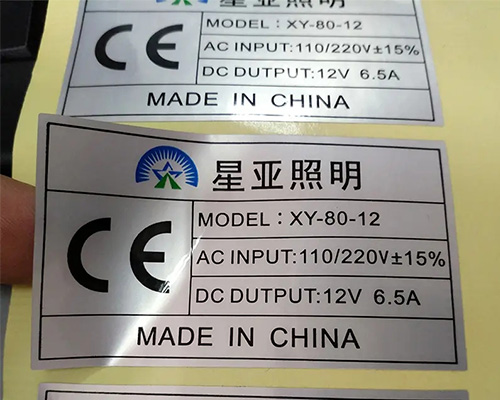 CE
MODEL: XY-80-12
AC INPUT:110/220V±15%
DC DUTPUT:12V 6.5A
MADE IN CHINA
星亚照明
CE
MODEL：XY-80-12
AC INPUT:110/220V±15%
DC DUTPUT:12V 6.5A
MADE IN CHINA